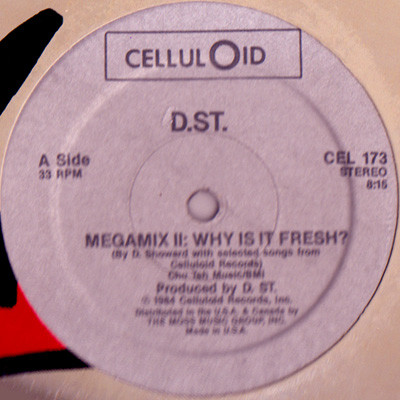 CELLULOID
D.ST.
A Side
33 RPM
CEL 173
STEREO
8:15
MEGAMIX II: WHY IS IT FRESH?
(By D. Showard with selected songs from
Celluloid Records)
Chu Teh Music/BMI
Produced by D. ST.
© 1984 Celluloid Records, Inc.
Distributed in the U.S.A. & Canada by
THE MOSS MUSIC GROUP, INC.
Made in U.S.A.